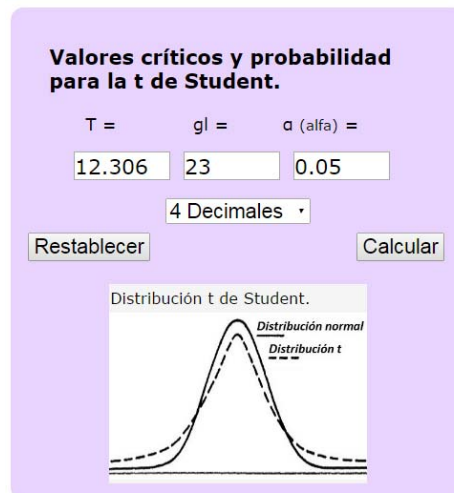 Valores críticos y probabilidad
para la t de Student.
T = gl = α (alfa) =
12.306 23 0.05
4 Decimales
Restablecer Calcular
Distribución t de Student.
Distribución normal
Distribución t